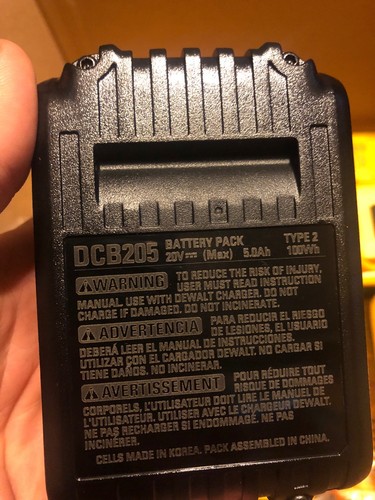 DCB205 BATTERY PACK TYPE 2
20V⎓ (Max) 5.0Ah 100Wh
⚠WARNING TO REDUCE THE RISK OF INJURY,
USER MUST READ INSTRUCTION
MANUAL. USE WITH DEWALT CHARGER. DO NOT
CHARGE IF DAMAGED. DO NOT INCINERATE.
⚠ADVERTENCIA PARA REDUCIR EL RIESGO
DE LESIONES, EL USUARIO
DEBERÁ LEER EL MANUAL DE INSTRUCCIONES.
UTILIZAR CON EL CARGADOR DEWALT. NO CARGAR SI
TIENE DAÑOS. NO INCINERAR.
⚠AVERTISSEMENT POUR RÉDUIRE TOUT
RISQUE DE DOMMAGES
CORPORELS, L'UTILISATEUR DOIT LIRE LE MANUEL DE
L'UTILISATEUR. UTILISER AVEC LE CHARGEUR DEWALT.
NE PAS RECHARGER SI ENDOMMAGÉ. NE PAS
INCINÉRER.
CELLS MADE IN KOREA. PACK ASSEMBLED IN CHINA.